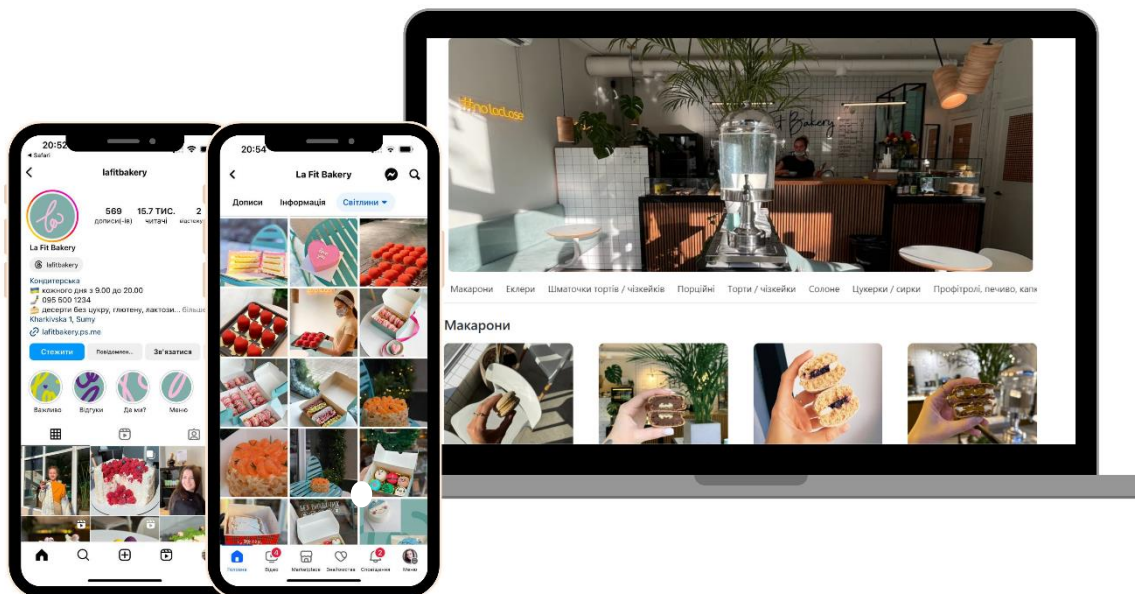 20:52
Safari
lafitbakery
569 15.7 ТИС. 2
дописи(-ів) читачі
La Fit Bakery
lafitbakery
Кондитерська
кожного дня з 9.00 до 20.00
095 500 1234
десерти без цукру, глютену, лактози... більше
Kharkivska 1, Sumy
lafitbakery.ps.me
Стежити Повідомлен.. Зв'язатися
Важливо Відгуки Де ми? Меню
20:54
La Fit Bakery
Дописи Інформація Світлини
4 2
Головна Відео Marketplace Знайомства Сповіщення Меню
#nolactose
t Bakery
Макарони Еклери Шматочки тортів / чізкейків Порційні Торти / чізкейки Солоне Цукерки / сирки Профітролі, печиво, капк
Макарони